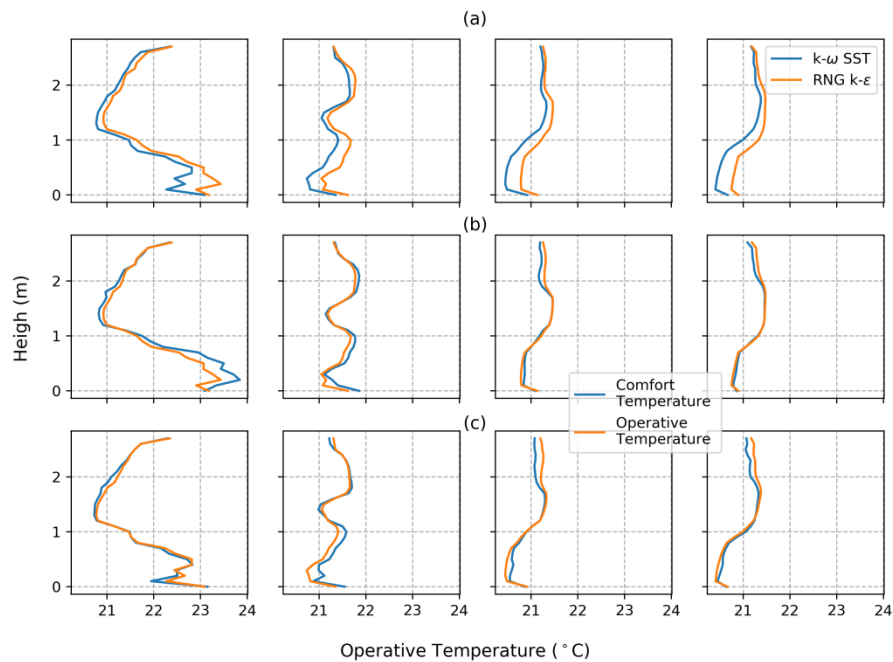 (a)
k-ω SST
RNG k-ε
2
1
0
(b)
2
1
0
Heigh (m)
Comfort
Temperature
Operative
Temperature
(c)
2
1
0
21 22 23 24 21 22 23 24 21 22 23 24 21 22 23 24
Operative Temperature (°C)